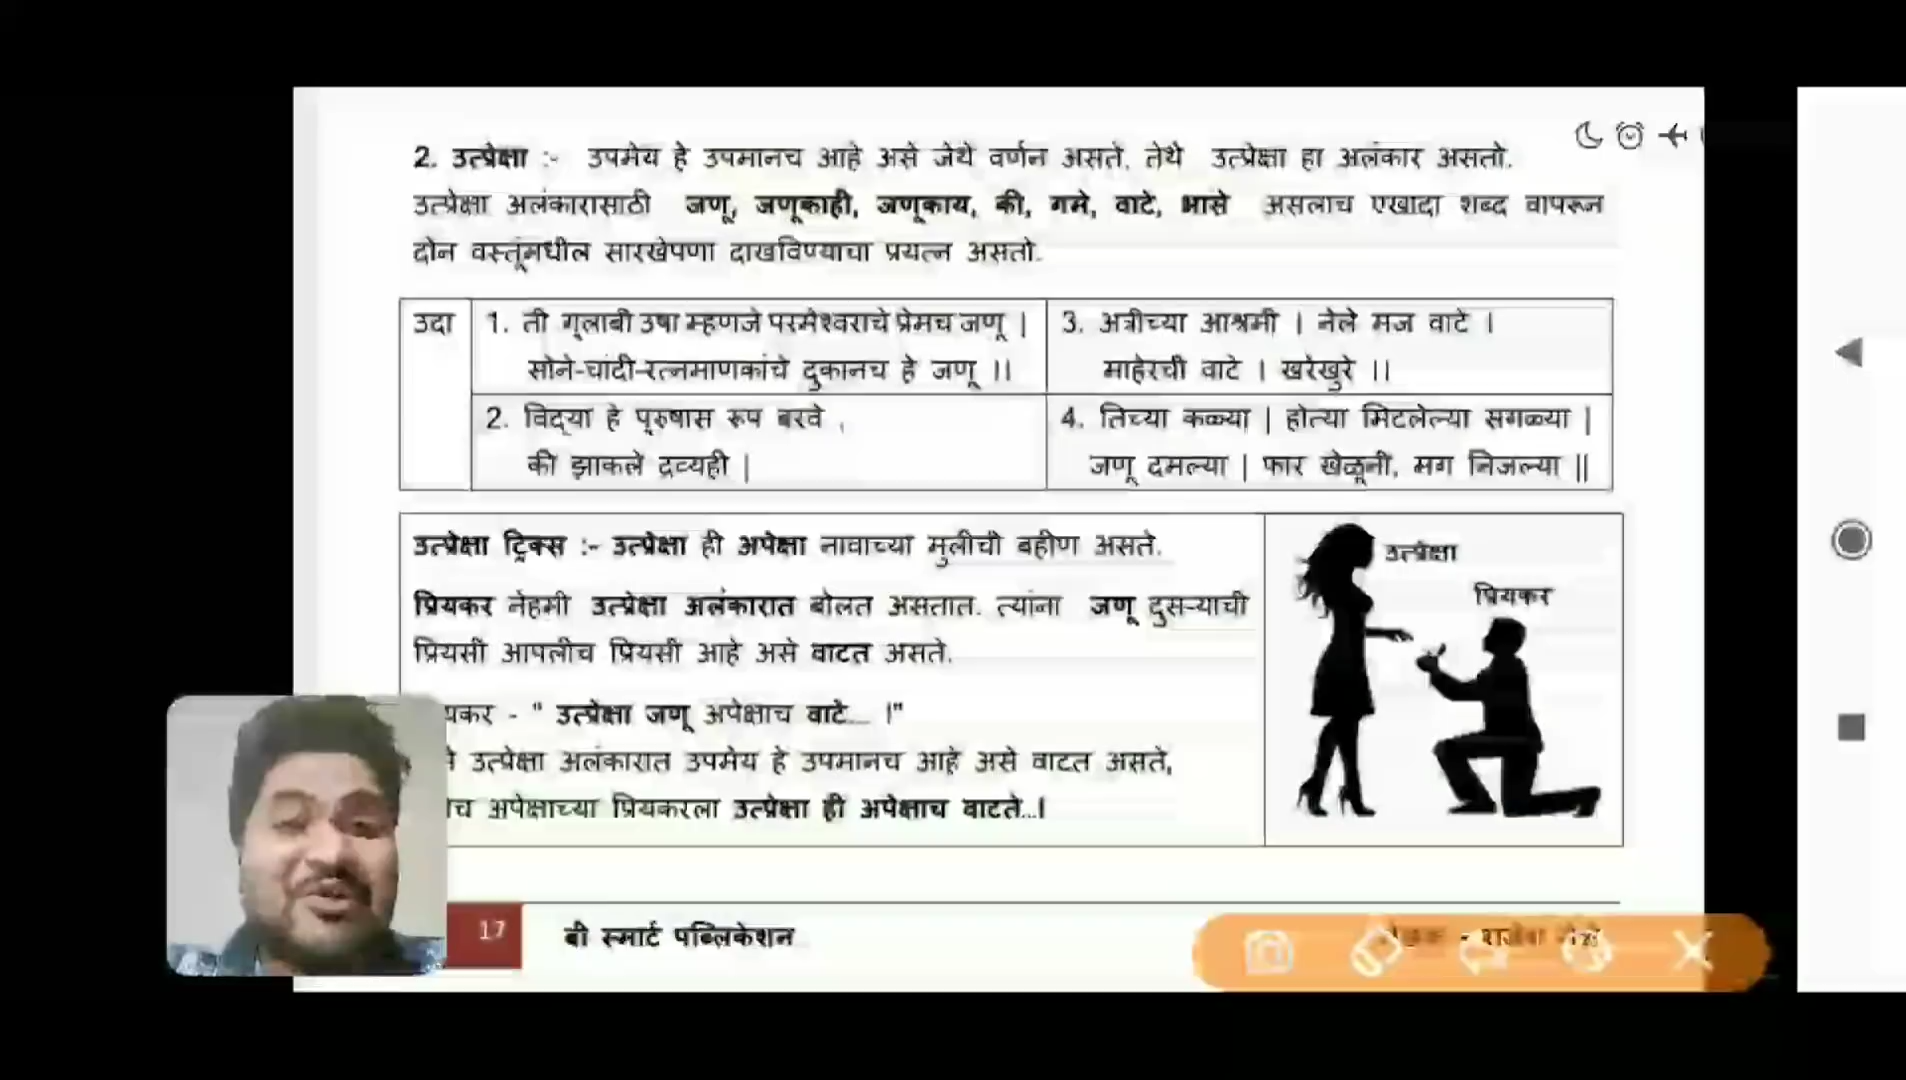 2. उत्प्रेक्षा :- उपमेय हे उपमानच आहे असे जेथे वर्णन असते. तेथे उत्प्रेक्षा हा अलंकार असतो.
उत्प्रेक्षा अलंकारासाठी जणू, जणूकाही, जणूकाय, की, गमे, वाटे, भासे असलाच एखादा शब्द वापरून
दोन वस्तूंमधील सारखेपणा दाखविण्याचा प्रयत्न असतो.
उदा
1. ती गुलाबी उषा म्हणजे परमेश्वराचे प्रेमच जणू |
सोने-चांदी-रत्नमाणकांचे दुकानच हे जणू ||
3. अत्रीच्या आश्रमी | नेले मज वाटे |
माहेरची वाटे | खरेखुरे ||
2. विद्या हे पुरुषास रूप बरवे ,
की झाकले द्रव्यही |
4. तिच्या कळ्या | होत्या मिटलेल्या सगळ्या |
जणू दमल्या | फार खेळूनी, मग निजल्या ||
उत्प्रेक्षा ट्रिक्स :- उत्प्रेक्षा ही अपेक्षा नावाच्या मुलीची बहीण असते.
प्रियकर नेहमी उत्प्रेक्षा अलंकारात बोलत असतात. त्यांना जणू दुसऱ्याची
प्रियसी आपलीच प्रियसी आहे असे वाटत असते.
यकर - " उत्प्रेक्षा जणू अपेक्षाच वाटे... |"
उत्प्रेक्षा अलंकारात उपमेय हे उपमानच आहे असे वाटत असते,
च अपेक्षाच्या प्रियकरला उत्प्रेक्षा ही अपेक्षाच वाटते...|
उत्प्रेक्षा
प्रियकर
17
बी स्मार्ट पब्लिकेशन